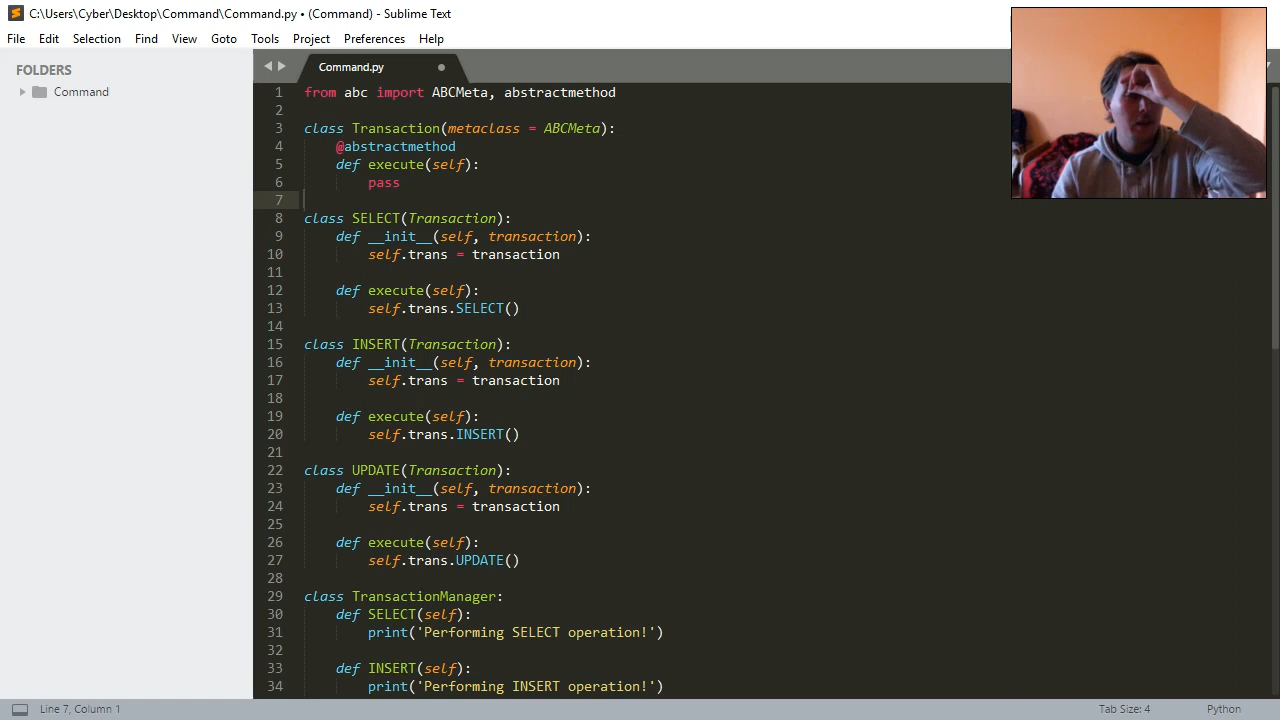 C:\Users\Cyber\Desktop\Command\Command.py • (Command) - Sublime Text
File Edit Selection Find View Goto Tools Project Preferences Help
FOLDERS
Command
Command.py
1 from abc import ABCMeta, abstractmethod
2
3 class Transaction(metaclass = ABCMeta):
4 @abstractmethod
5 def execute(self):
6 pass
7
8 class SELECT(Transaction):
9 def __init__(self, transaction):
10 self.trans = transaction
11
12 def execute(self):
13 self.trans.SELECT()
14
15 class INSERT(Transaction):
16 def __init__(self, transaction):
17 self.trans = transaction
18
19 def execute(self):
20 self.trans.INSERT()
21
22 class UPDATE(Transaction):
23 def __init__(self, transaction):
24 self.trans = transaction
25
26 def execute(self):
27 self.trans.UPDATE()
28
29 class TransactionManager:
30 def SELECT(self):
31 print('Performing SELECT operation!')
32
33 def INSERT(self):
34 print('Performing INSERT operation!')
Line 7, Column 1
Tab Size: 4
Python